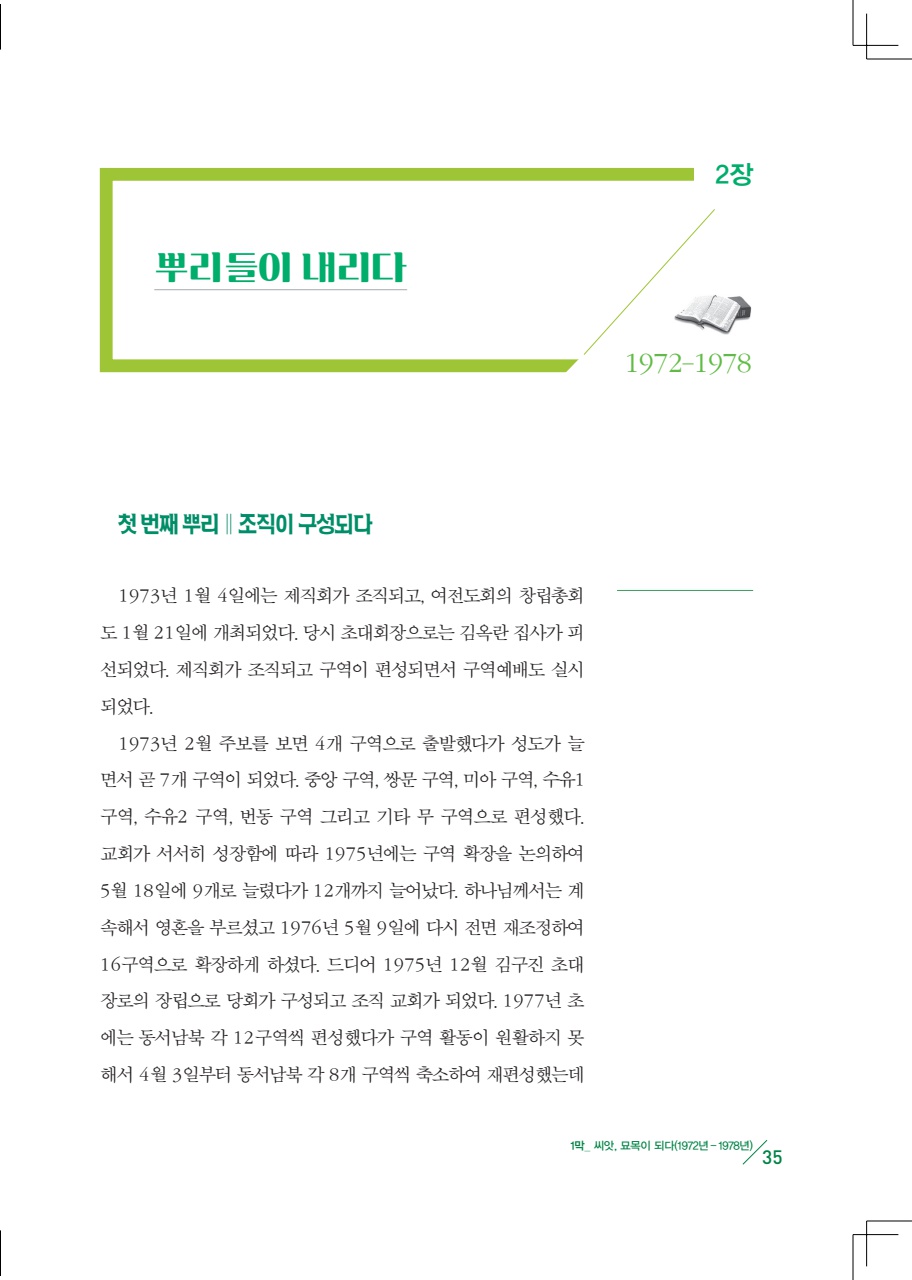 2장
뿌리들이 내리다
1972–1978
첫 번째 뿌리 ‖ 조직이 구성되다
1973년 1월 4일에는 제직회가 조직되고, 여전도회의 창립총회
도 1월 21일에 개최되었다. 당시 초대회장으로는 김옥란 집사가 피
선되었다. 제직회가 조직되고 구역이 편성되면서 구역예배도 실시
되었다.
1973년 2월 주보를 보면 4개 구역으로 출발했다가 성도가 늘
면서 곧 7개 구역이 되었다. 중앙 구역, 쌍문 구역, 미아 구역, 수유1
구역, 수유2 구역, 번동 구역 그리고 기타 무 구역으로 편성했다.
교회가 서서히 성장함에 따라 1975년에는 구역 확장을 논의하여
5월 18일에 9개로 늘렸다가 12개까지 늘어났다. 하나님께서는 계
속해서 영혼을 부르셨고 1976년 5월 9일에 다시 전면 재조정하여
16구역으로 확장하게 하셨다. 드디어 1975년 12월 김구진 초대
장로의 장립으로 당회가 구성되고 조직 교회가 되었다. 1977년 초
에는 동서남북 각 12구역씩 편성했다가 구역 활동이 원활하지 못
해서 4월 3일부터 동서남북 각 8개 구역씩 축소하여 재편성했는데
1막_ 씨앗, 묘목이 되다(1972년 – 1978년)
35